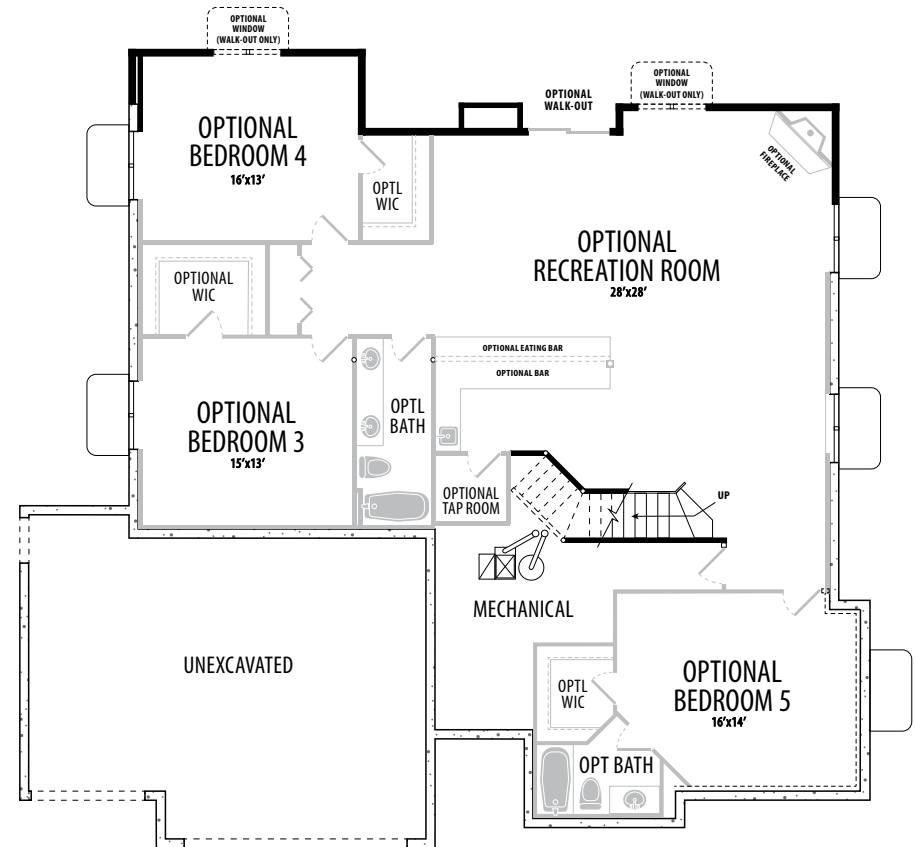 OPTIONAL
WINDOW
(WALK-OUT ONLY)
OPTIONAL
WINDOW
(WALK-OUT ONLY)
OPTIONAL
WALK-OUT
OPTIONAL
BEDROOM 4
16'x13'
OPTL
WIC
OPTIONAL
FIREPLACE
OPTIONAL
RECREATION ROOM
28'x28'
OPTIONAL
WIC
OPTIONAL EATING BAR
OPTIONAL BAR
OPTIONAL
BEDROOM 3
15'x13'
OPTL
BATH
OPTIONAL
TAP ROOM
UP
MECHANICAL
UNEXCAVATED
OPTL
WIC
OPTIONAL
BEDROOM 5
16'x14'
OPT BATH